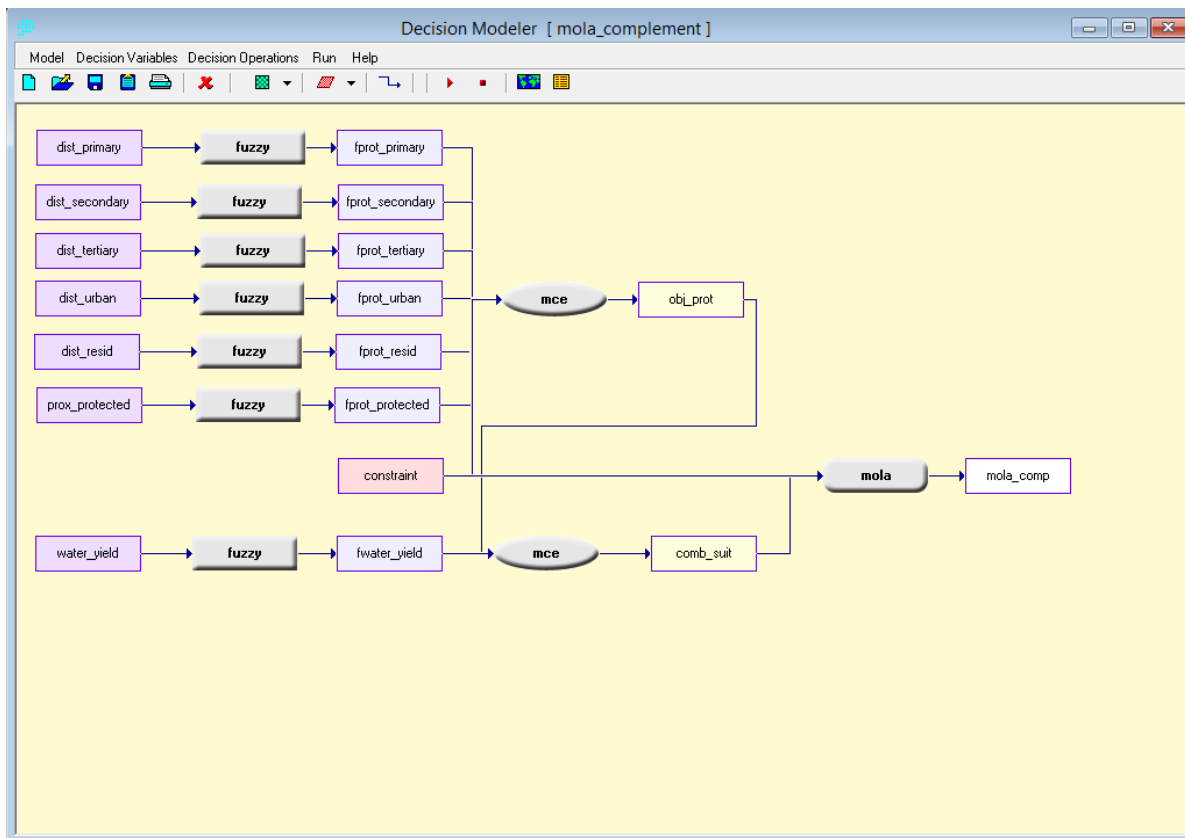 Decision Modeler [ mola_complement ]
Model Decision Variables Decision Operations Run Help
dist_primary fuzzy fprot_primary
dist_secondary fuzzy fprot_secondary
dist_tertiary fuzzy fprot_tertiary
dist_urban fuzzy fprot_urban mce obj_prot
dist_resid fuzzy fprot_resid
prox_protected fuzzy fprot_protected
constraint mola mola_comp
water_yield fuzzy fwater_yield mce comb_suit